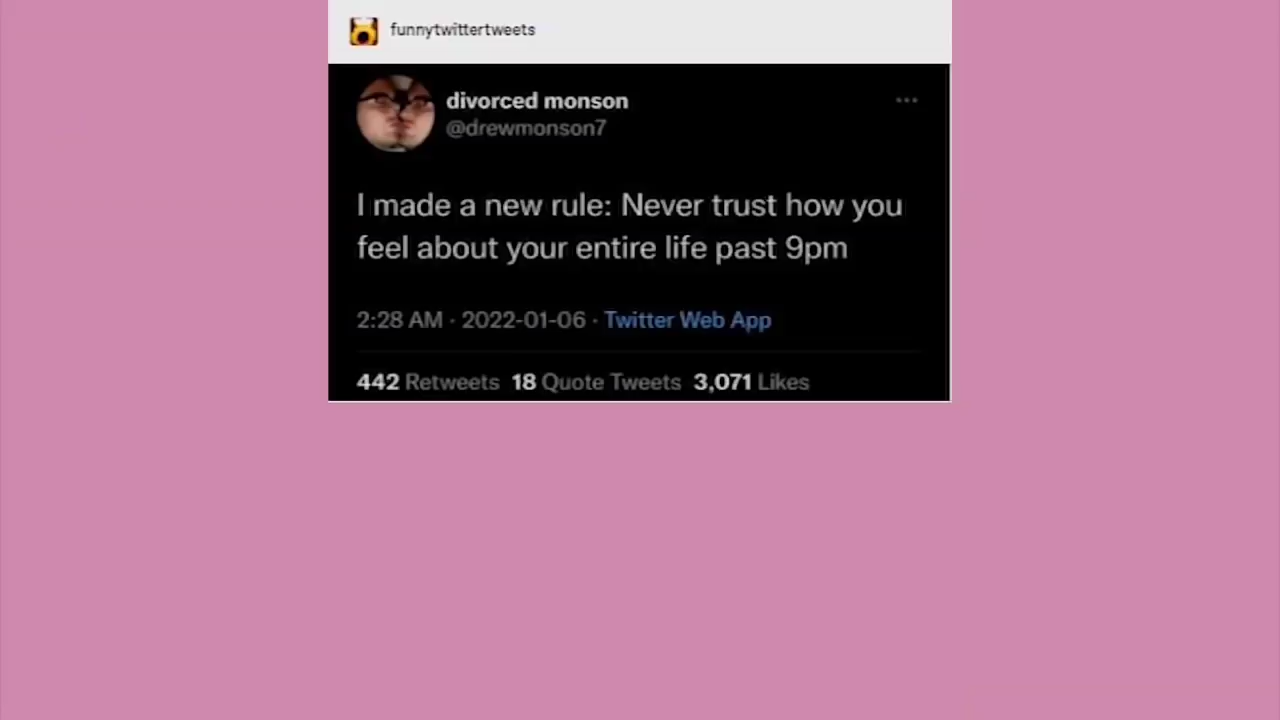 funnytwittertweets
divorced monson
@drewmonson7
I made a new rule: Never trust how you
feel about your entire life past 9pm
2:28 AM · 2022-01-06 · Twitter Web App
442 Retweets 18 Quote Tweets 3,071 Likes